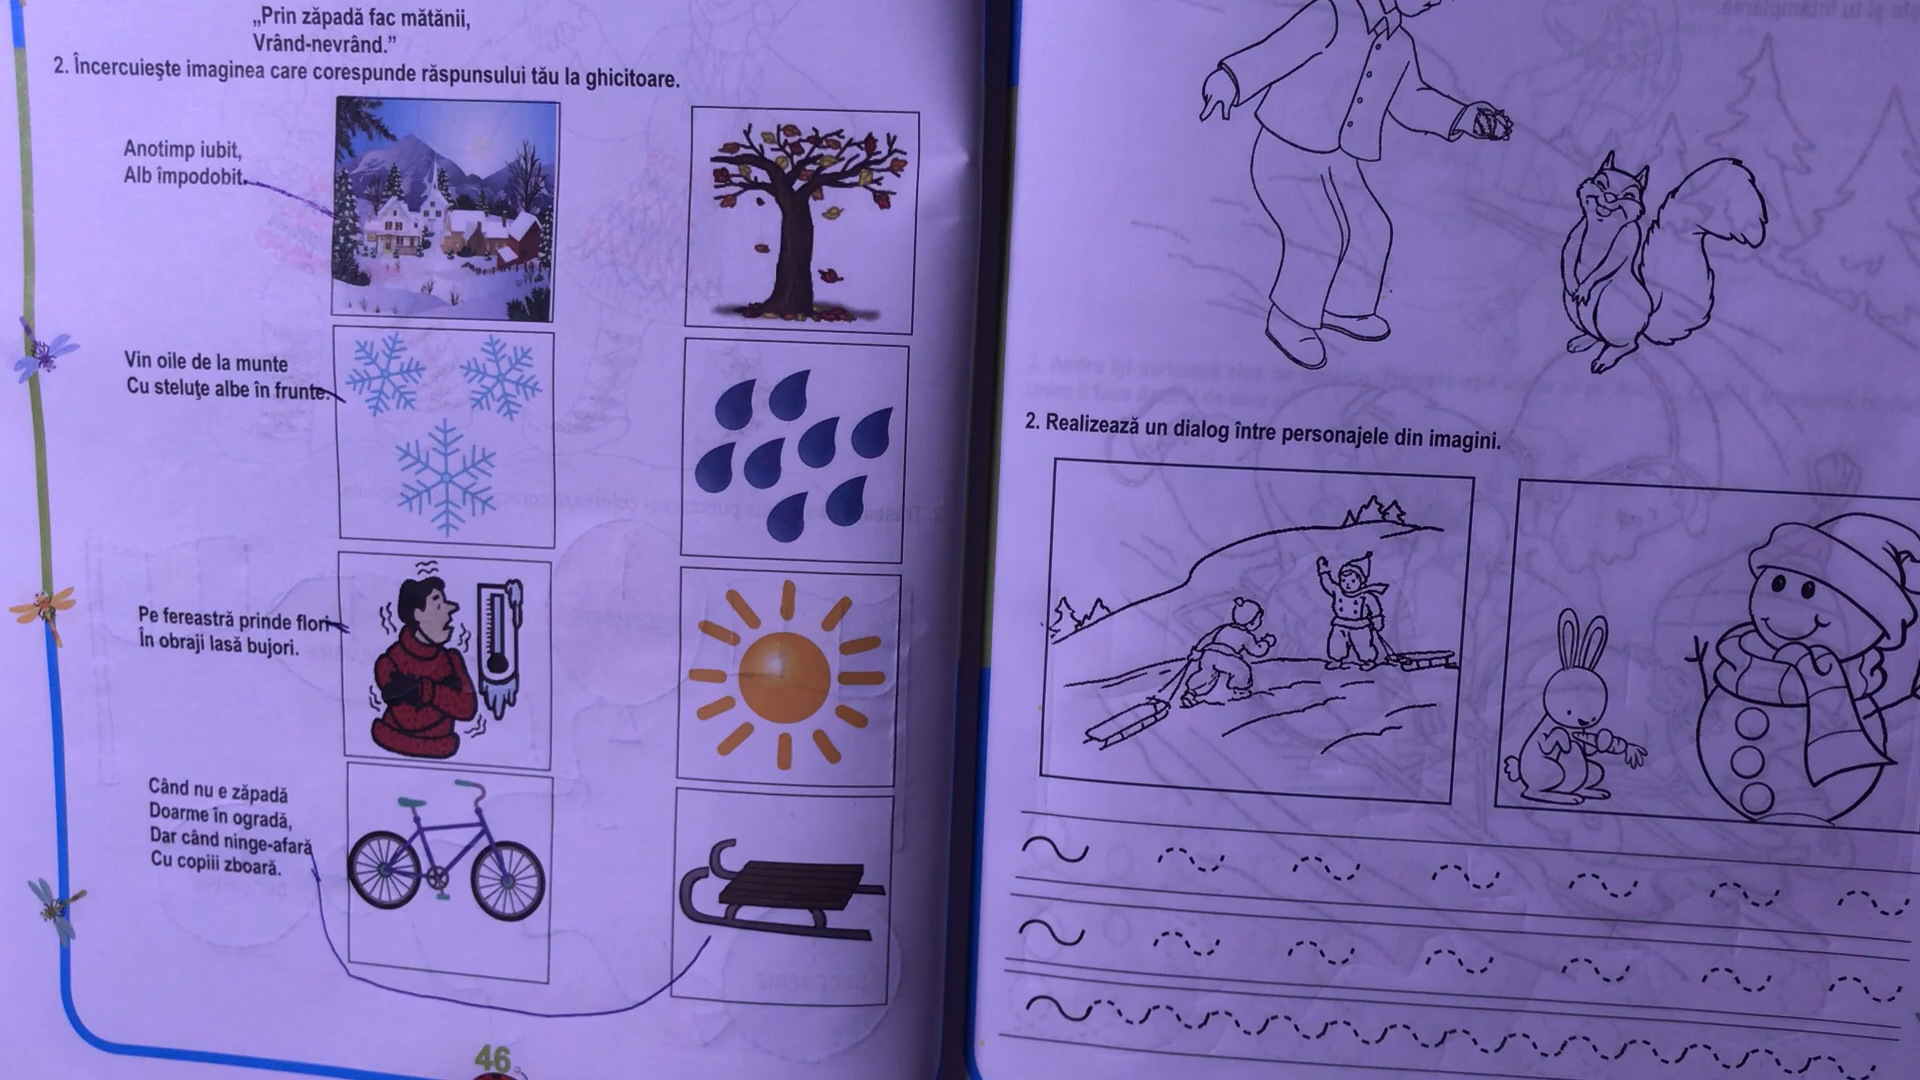 „Prin zăpadă fac mătănii,
Vrând-nevrând.”
2. Încercuieşte imaginea care corespunde răspunsului tău la ghicitoare.
Anotimp iubit,
Alb împodobit.
Vin oile de la munte
Cu steluţe albe în frunte.
Pe fereastră prinde flori
În obraji lasă bujori.
Când nu e zăpadă
Doarme în ogradă,
Dar când ninge-afară
Cu copiii zboară.
46
2. Realizează un dialog între personajele din imagini.